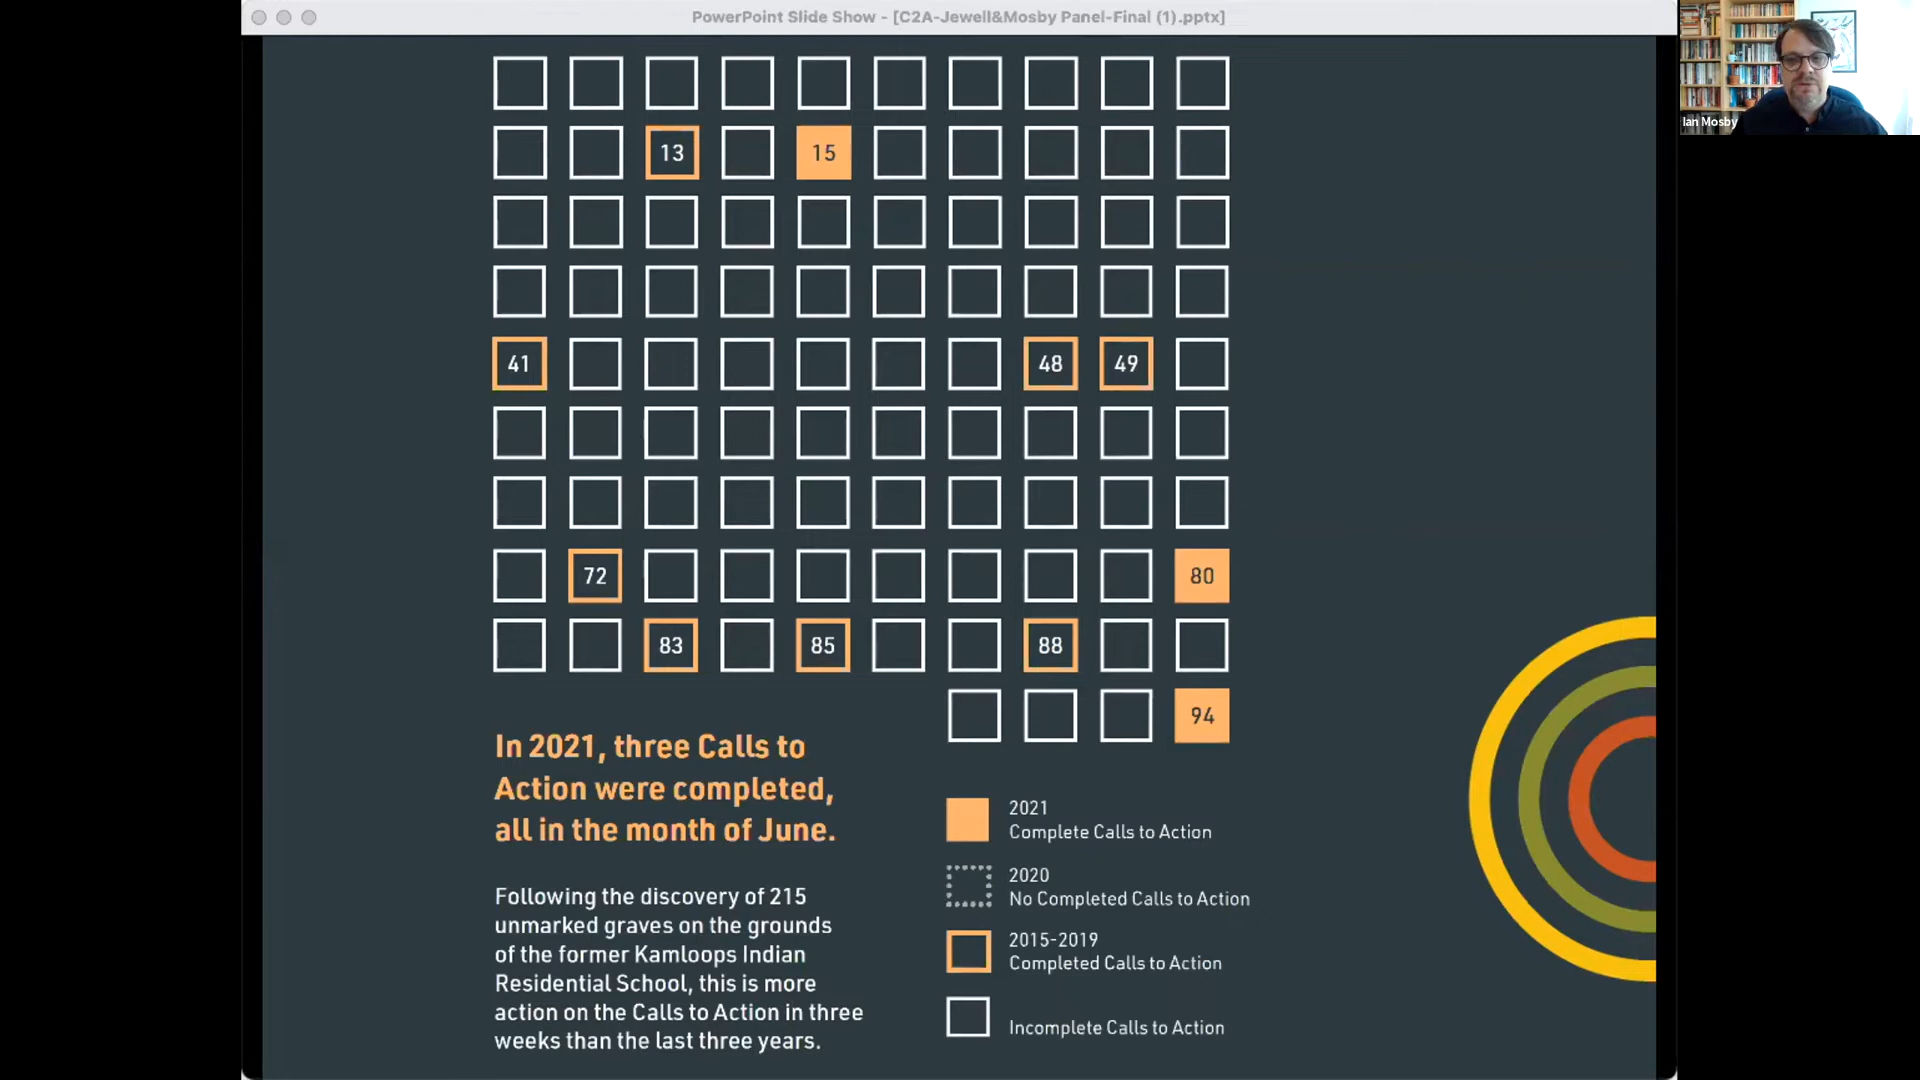 PowerPoint Slide Show - [C2A-Jewell&Mosby Panel-Final (1).pptx]
Ian Mosby
13
15
41
48
49
72
80
83
85
88
94
In 2021, three Calls to
Action were completed,
all in the month of June.
Following the discovery of 215
unmarked graves on the grounds
of the former Kamloops Indian
Residential School, this is more
action on the Calls to Action in three
weeks than the last three years.
2021
Complete Calls to Action
2020
No Completed Calls to Action
2015-2019
Completed Calls to Action
Incomplete Calls to Action